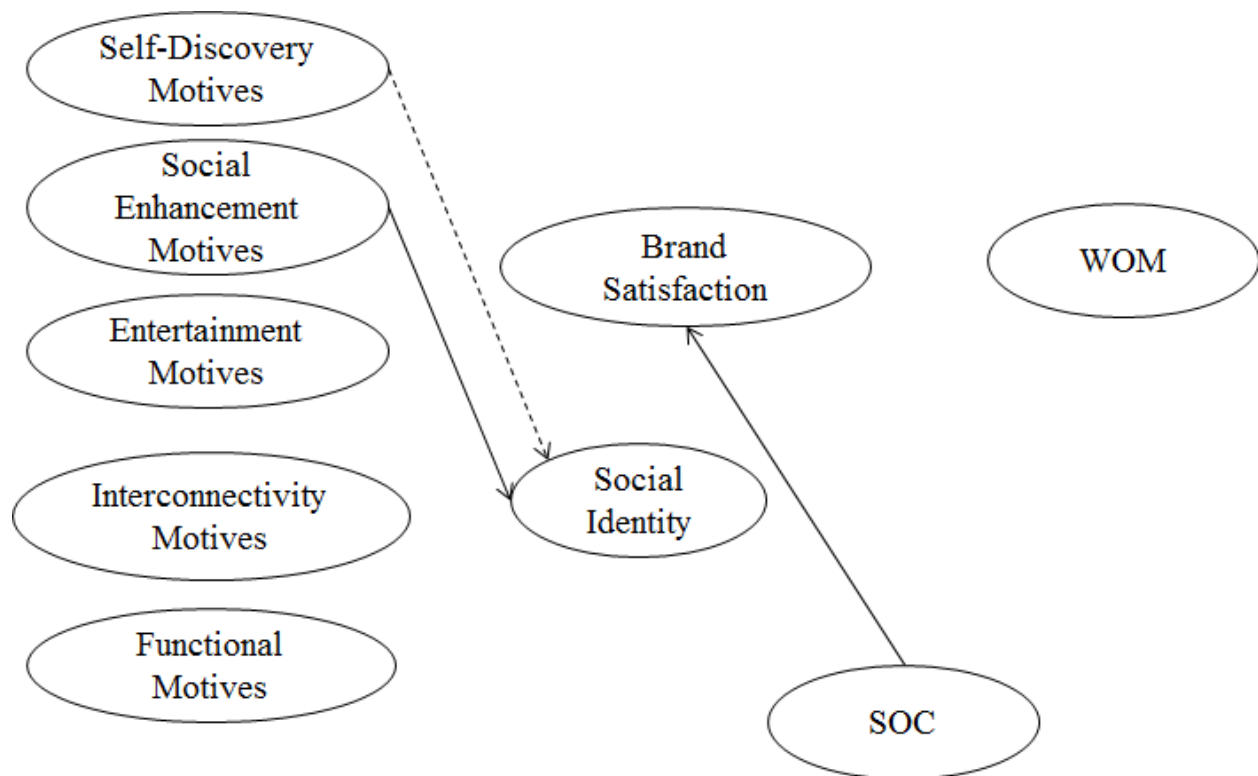 Self-Discovery
Motives
Social
Enhancement
Motives
Entertainment
Motives
Interconnectivity
Motives
Functional
Motives
Brand
Satisfaction
Social
Identity
WOM
SOC